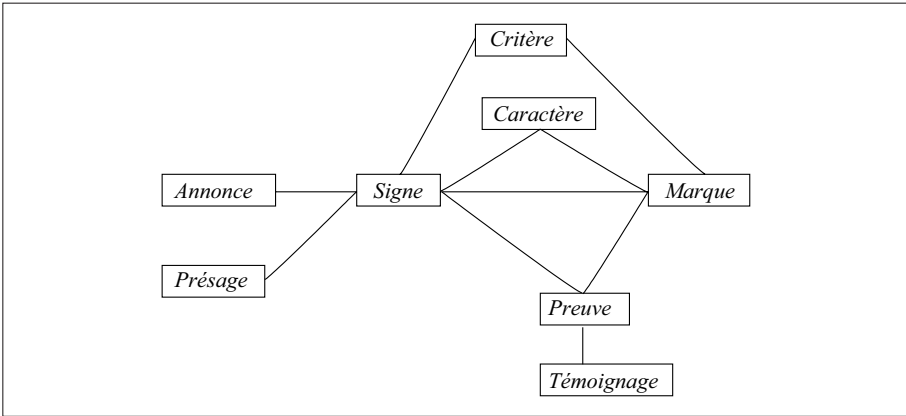 Critère
Caractère
Annonce
Signe
Marque
Présage
Preuve
Témoignage